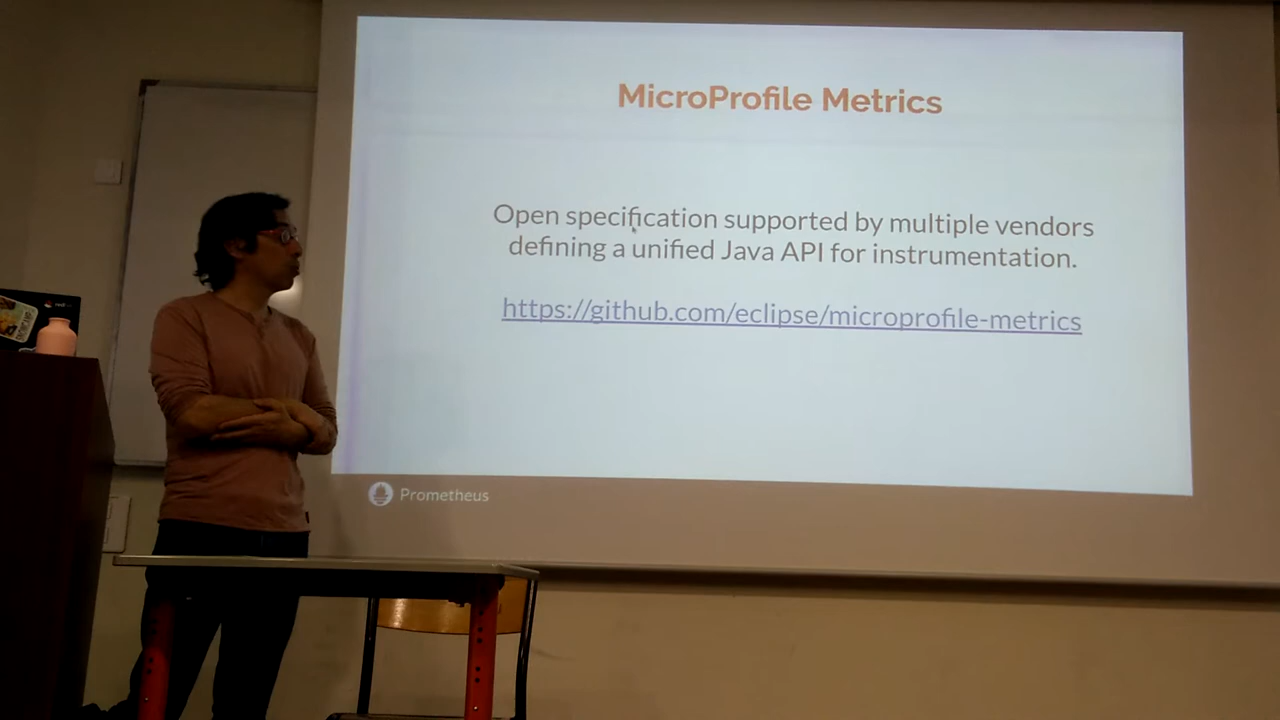 MicroProfile Metrics
Open specification supported by multiple vendors
defining a unified Java API for instrumentation.
https://github.com/eclipse/microprofile-metrics
Prometheus